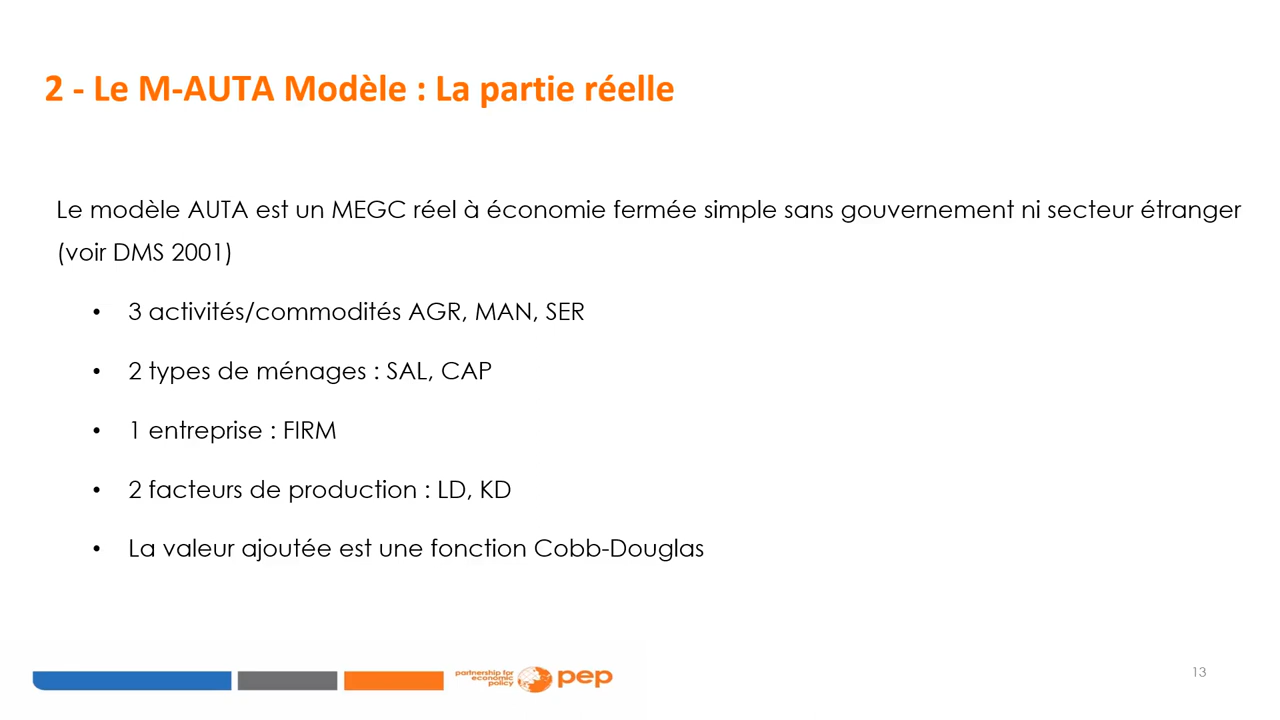 2 - Le M-AUTA Modèle : La partie réelle
Le modèle AUTA est un MEGC réel à économie fermée simple sans gouvernement ni secteur étranger
(voir DMS 2001)
• 3 activités/commodités AGR, MAN, SER
• 2 types de ménages : SAL, CAP
• 1 entreprise : FIRM
• 2 facteurs de production : LD, KD
• La valeur ajoutée est une fonction Cobb-Douglas
partnership for
economic
policy
pep
13